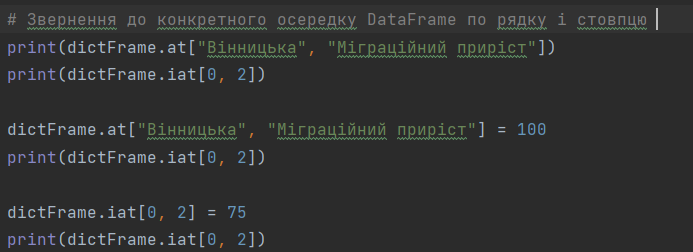 # Звернення до конкретного осередку DataFrame по рядку і стовпцю
print(dictFrame.at["Вінницька", "Міграційний приріст"])
print(dictFrame.iat[0, 2])
dictFrame.at["Вінницька", "Міграційний приріст"] = 100
print(dictFrame.iat[0, 2])
dictFrame.iat[0, 2] = 75
print(dictFrame.iat[0, 2])